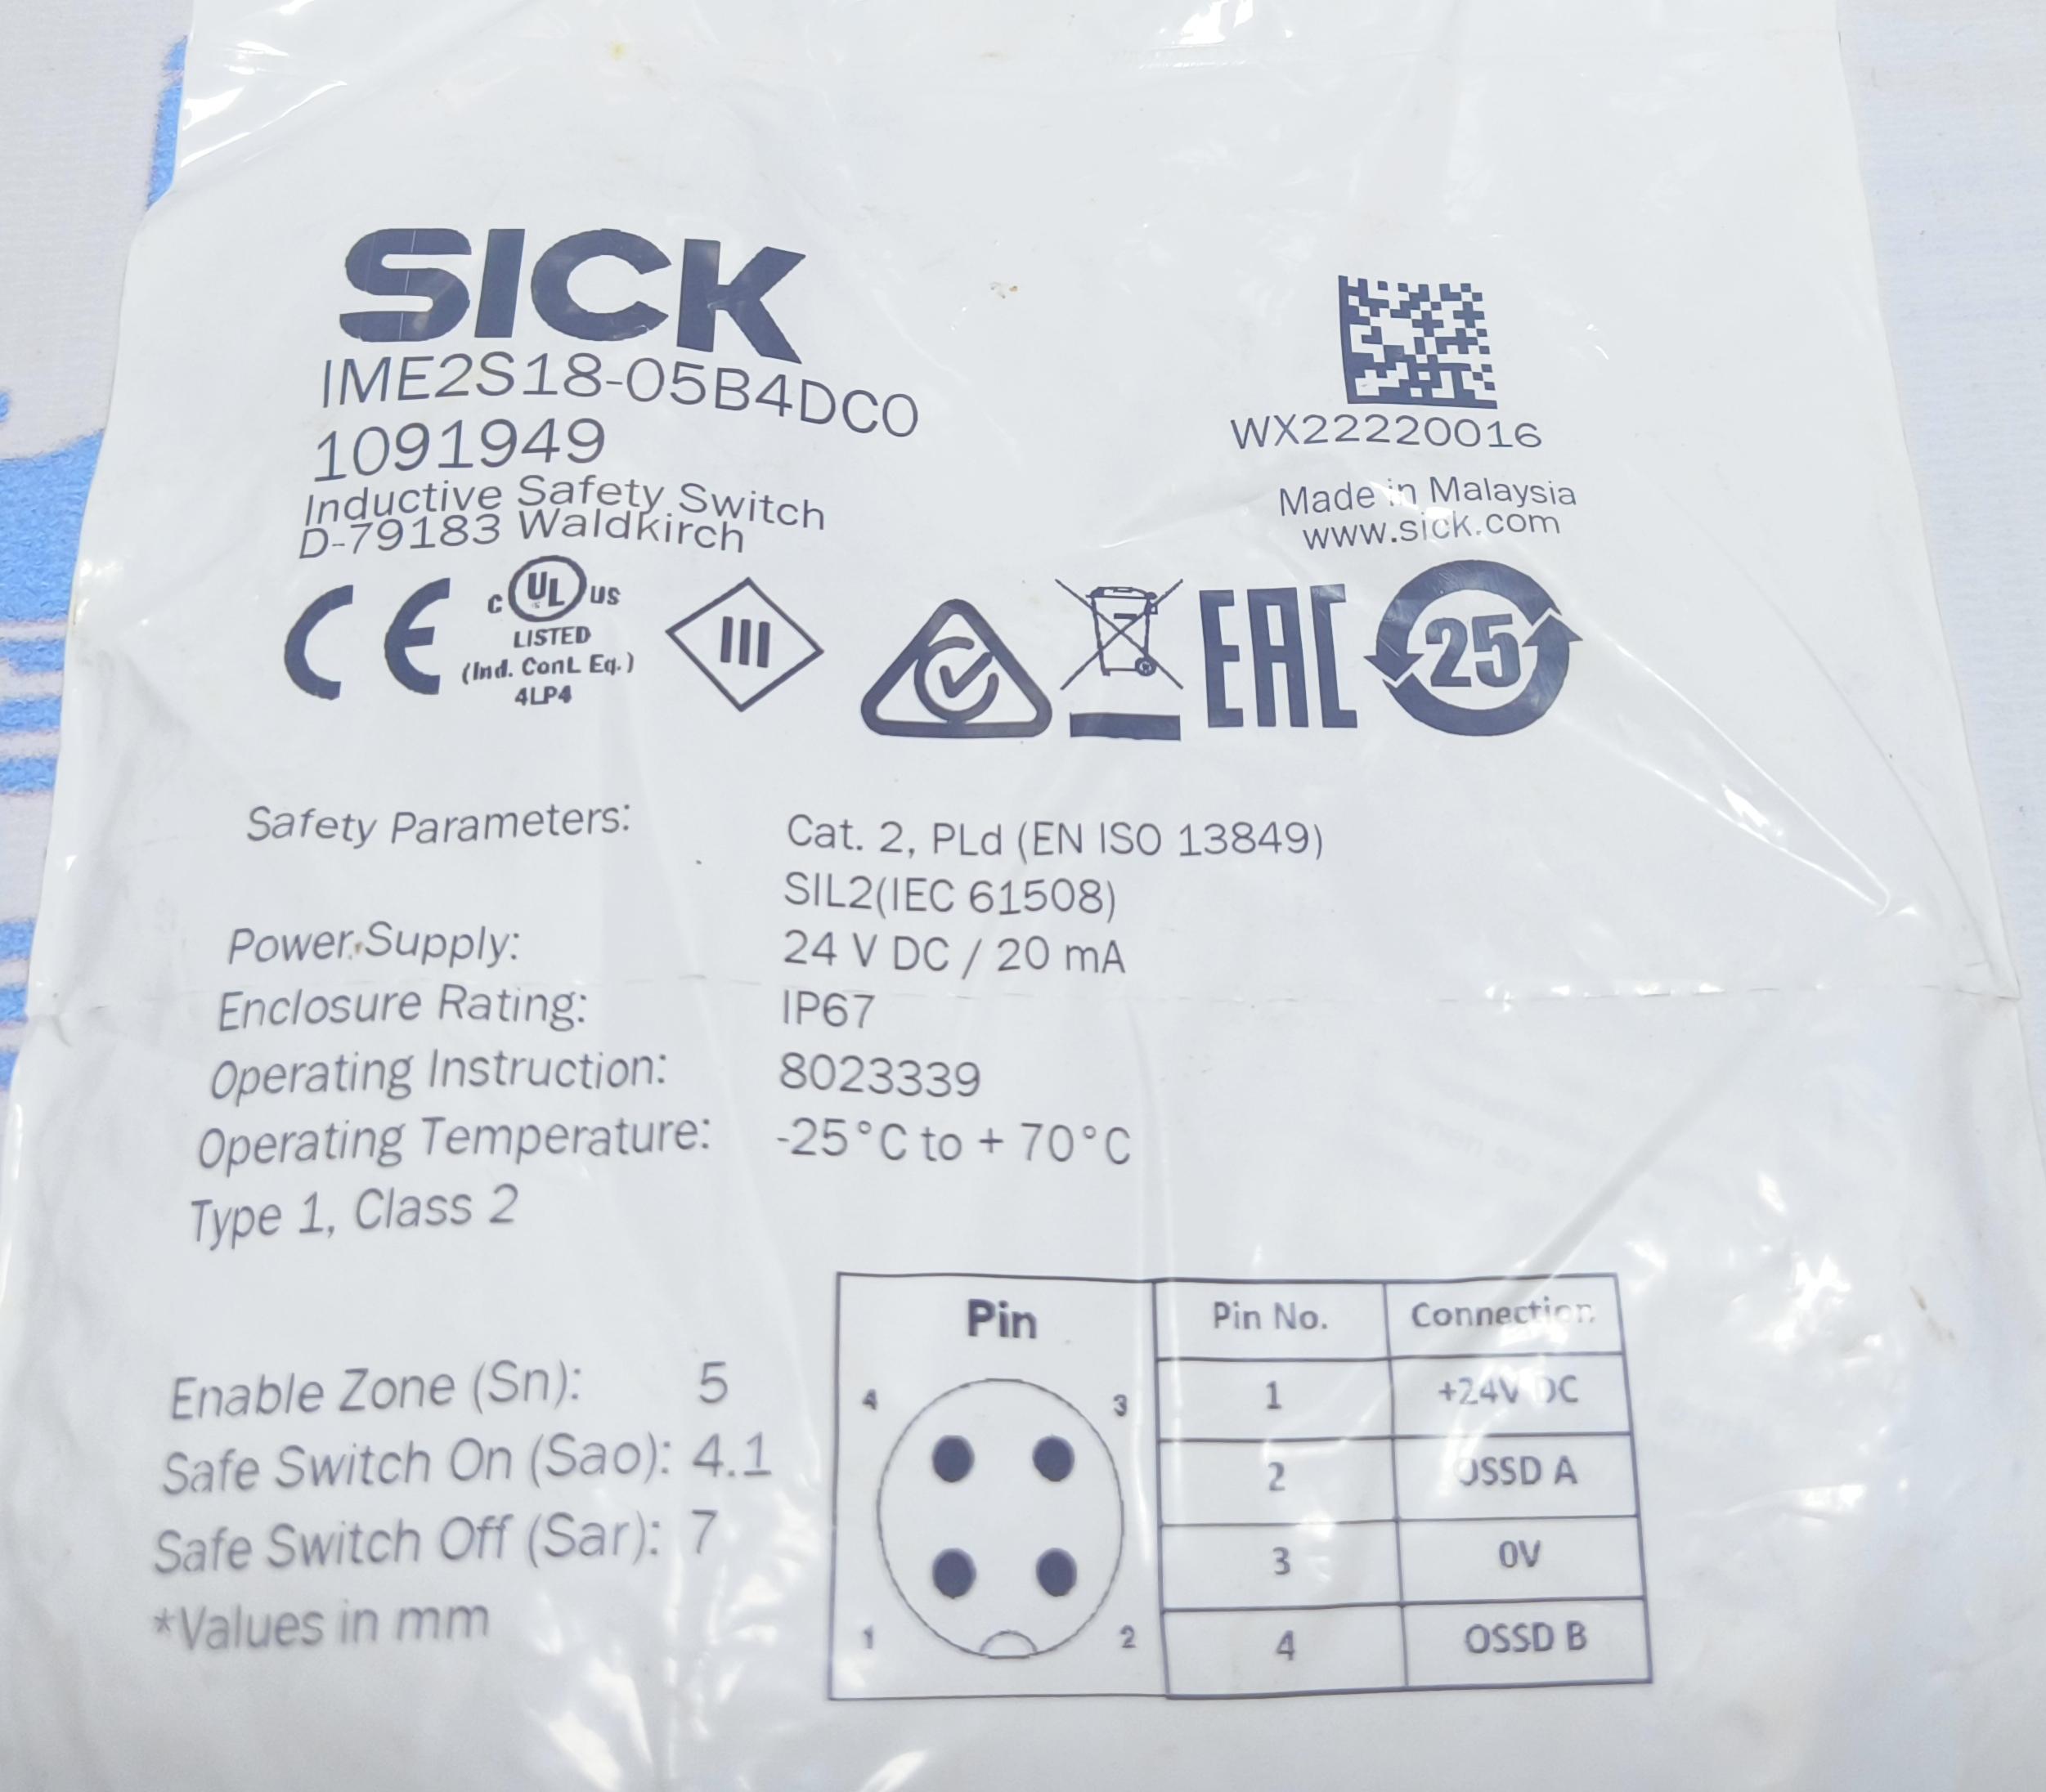 SICK
IME2S18-05B4DC0
1091949
Inductive Safety Switch
D-79183 Waldkirch
WX22220016
Made in Malaysia
www.sick.com
CE
C UL US
LISTED
(Ind. Cont. Eq.)
4LP4
III
EAC
25
Safety Parameters: Cat. 2, PLd (EN ISO 13849)
SIL2(IEC 61508)
Power Supply: 24 V DC / 20 mA
Enclosure Rating: IP67
Operating Instruction: 8023339
Operating Temperature: -25°C to + 70°C
Type 1, Class 2
Enable Zone (Sn): 5
Safe Switch On (Sao): 4.1
Safe Switch Off (Sar): 7
*Values in mm
Pin
4 3
1 2
Pin No. Connection
1 +24V DC
2 OSSD A
3 0V
4 OSSD B